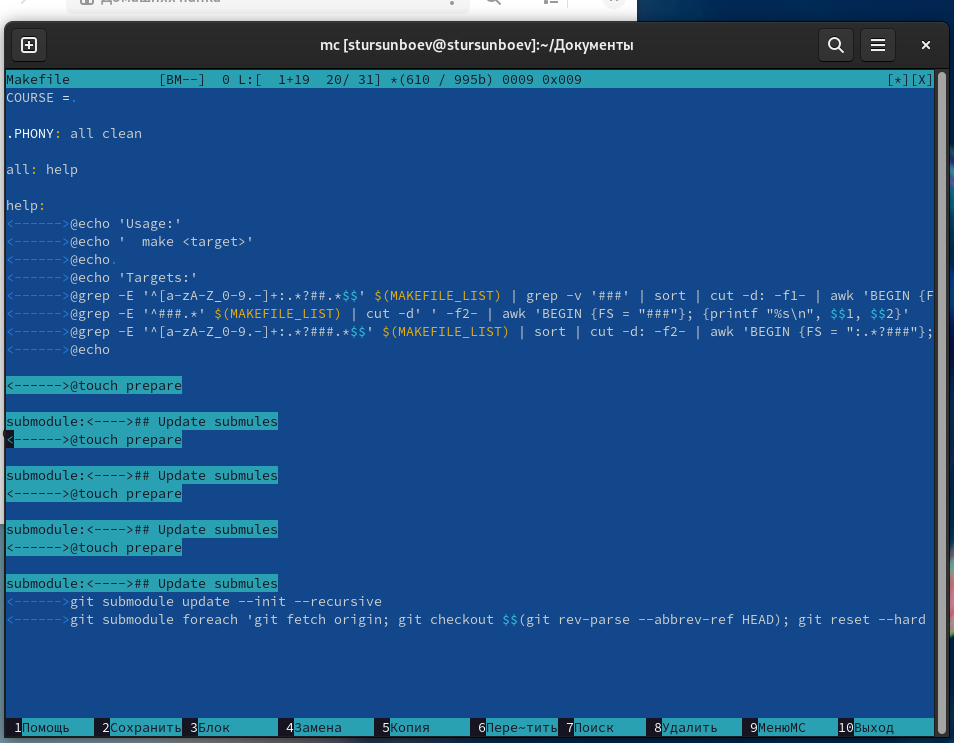 mc [stursunboev@stursunboev]:~/Документы
Makefile [BM--] 0 L:[ 1+19 20/ 31] *(610 / 995b) 0009 0x009 [*][X]
COURSE =.
.PHONY: all clean
all: help
help:
<------>@echo 'Usage:'
<------>@echo '  make <target>'
<------>@echo.
<------>@echo 'Targets:'
<------>@grep -E '^[a-zA-Z_0-9.-]+:.*?##.*$$' $(MAKEFILE_LIST) | grep -v '###' | sort | cut -d: -f1- | awk 'BEGIN {F
<------>@grep -E '^###.*' $(MAKEFILE_LIST) | cut -d' ' -f2- | awk 'BEGIN {FS = "###"}; {printf "%s\n", $$1, $$2}'
<------>@grep -E '^[a-zA-Z_0-9.-]+:.*?###.*$$' $(MAKEFILE_LIST) | sort | cut -d: -f2- | awk 'BEGIN {FS = ":.*?###"};
<------>@echo
<------>@touch prepare
submodule:<---->## Update submules
<------>@touch prepare
submodule:<---->## Update submules
<------>@touch prepare
submodule:<---->## Update submules
<------>@touch prepare
submodule:<---->## Update submules
<------>git submodule update --init --recursive
<------>git submodule foreach 'git fetch origin; git checkout $$(git rev-parse --abbrev-ref HEAD); git reset --hard
1Помощь 2Сохранить 3Блок 4Замена 5Копия 6Пере~тить 7Поиск 8Удалить 9МенюМС 10Выход